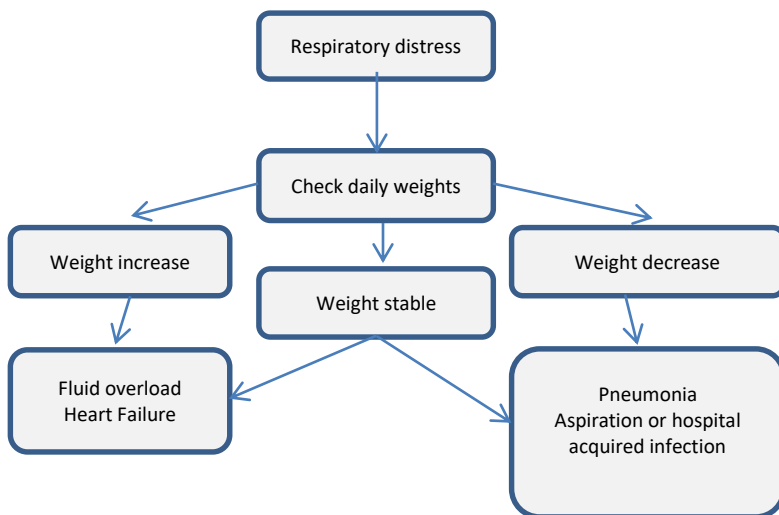 Respiratory distress
Check daily weights
Weight increase
Weight stable
Weight decrease
Fluid overload
Heart Failure
Pneumonia
Aspiration or hospital
acquired infection